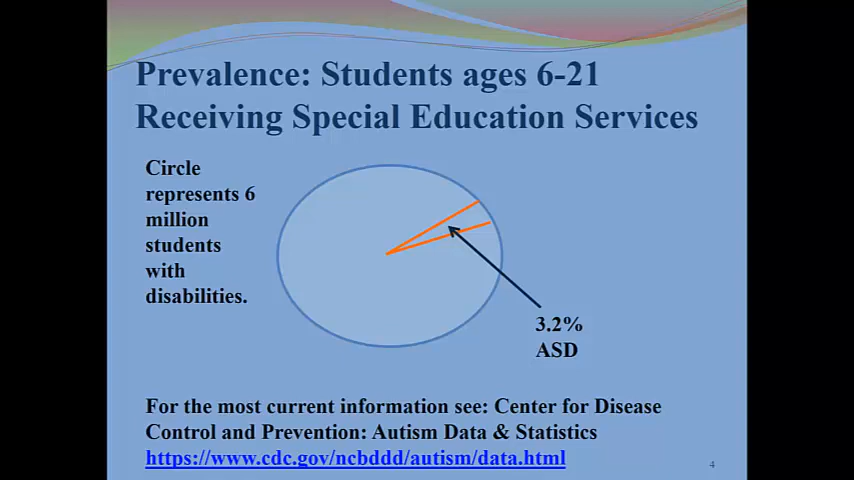 Prevalence: Students ages 6-21
Receiving Special Education Services
Circle
represents 6
million
students
with
disabilities.
3.2%
ASD
For the most current information see: Center for Disease
Control and Prevention: Autism Data & Statistics
https://www.cdc.gov/ncbddd/autism/data.html
4